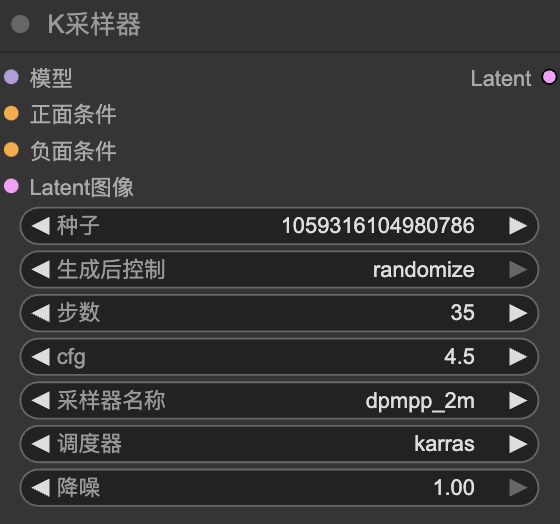 K采样器
模型 Latent
正面条件
负面条件
Latent图像
种子 1059316104980786
生成后控制 randomize
步数 35
cfg 4.5
采样器名称 dpmpp_2m
调度器 karras
降噪 1.00